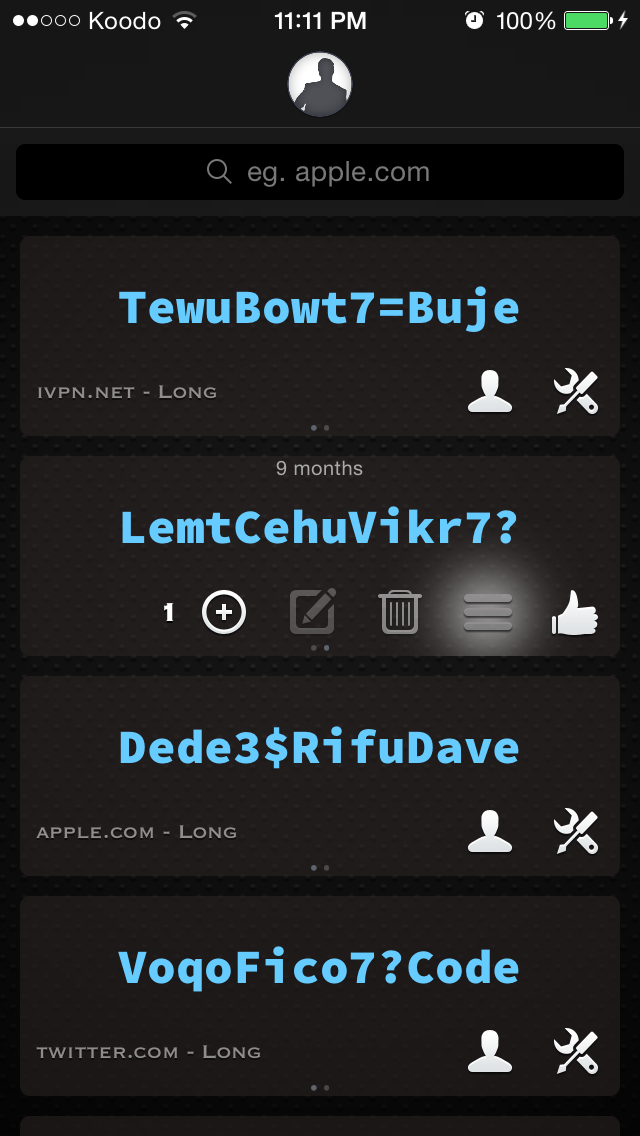 Koodo 11:11 PM 100%
eg. apple.com
TewuBowt7=Buje
ivpn.net - Long
9 months
LemtCehuVikr7?
1
Dede3$RifuDave
apple.com - Long
VoqoFico7?Code
twitter.com - Long